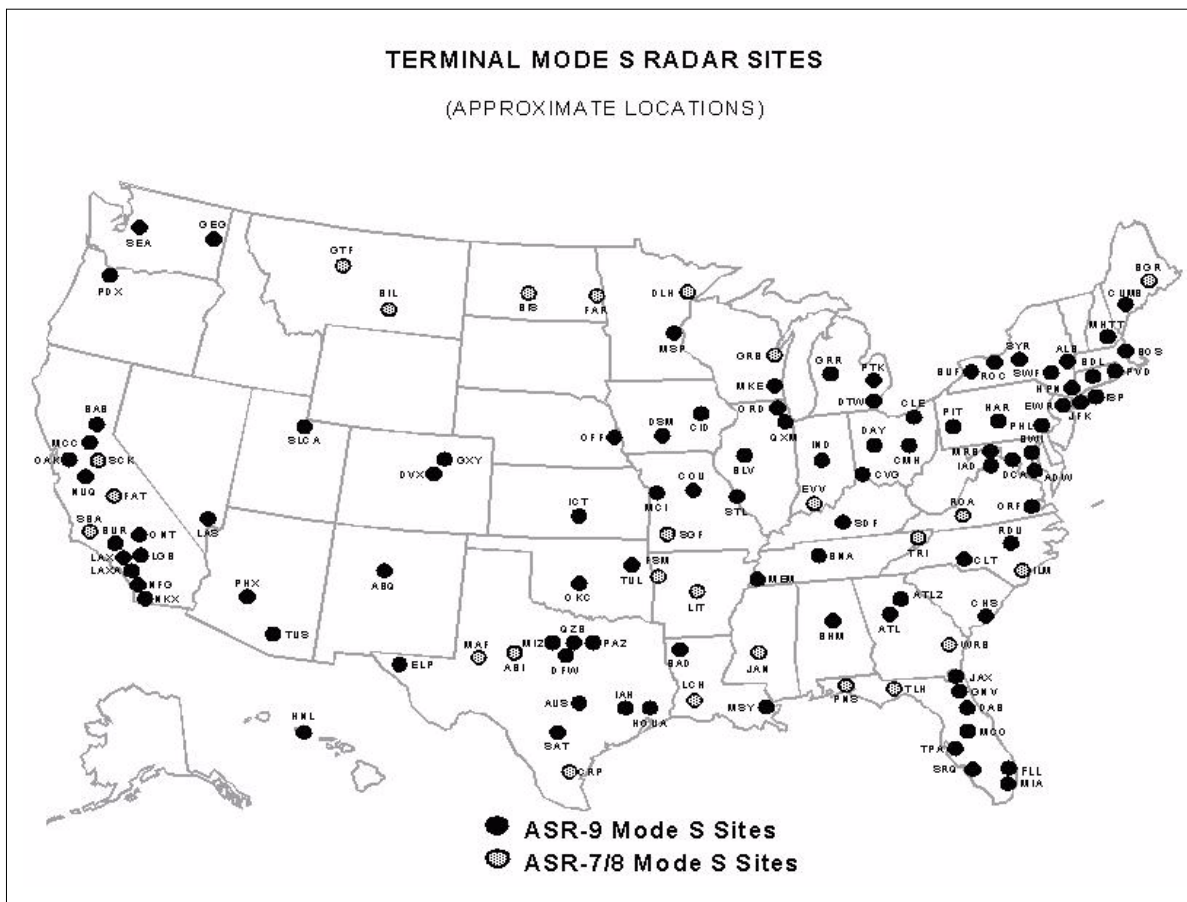 TERMINAL MODE S RADAR SITES
(APPROXIMATE LOCATIONS)
SEA
GEG
PDX
GTF
BIL
BIS
FAR
DLH
MSP
GRB
MKE
GRR
PTK
DTW
ORD
QXM
BGR
CUMB
MHTT
BOS
ALB
SYR
SWF
BDL
PVD
BUF
ROC
HPN
ISP
EWR
JFK
PIT
HAR
PHL
CLE
BWI
MRB
IAD
DCA
ADW
BAB
MCC
OAK
SCK
NUQ
FAT
SBA
BUR
ONT
LAX
LGB
LAXA
NFG
NKX
LAS
SLCA
DVX
GXY
OFF
DSM
CID
BLV
IND
DAY
CMH
CVG
EVV
SDF
ICT
MCI
COU
STL
SGF
ROA
ORF
RDU
TRI
CLT
ILM
BNA
MEM
PHX
TUS
ABQ
ELP
OKC
TUL
FSM
LIT
ATLZ
ATL
CHS
BHM
MAF
ABI
MIZ
QZB
PAZ
DFW
BAD
JAN
WRB
LCH
MSY
PNS
TLH
JAX
GNV
DAB
MCO
TPA
SRQ
FLL
MIA
AUS
IAH
HOUA
SAT
CRP
HNL
ASR-9 Mode S Sites
ASR-7/8 Mode S Sites